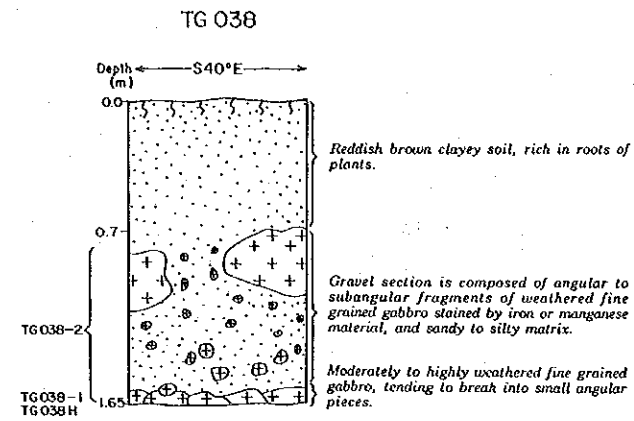 TG 038
Depth S40°E
(m)
0.0
Reddish brown clayey soil, rich in roots of
plants.
0.7
Gravel section is composed of angular to
subangular fragments of weathered fine
grained gabbro stained by iron or manganese
material, and sandy to silty matrix.
TG038-2
Moderately to highly weathered fine grained
gabbro, tending to break into small angular
pieces.
TG038-1
TG038H
1.65